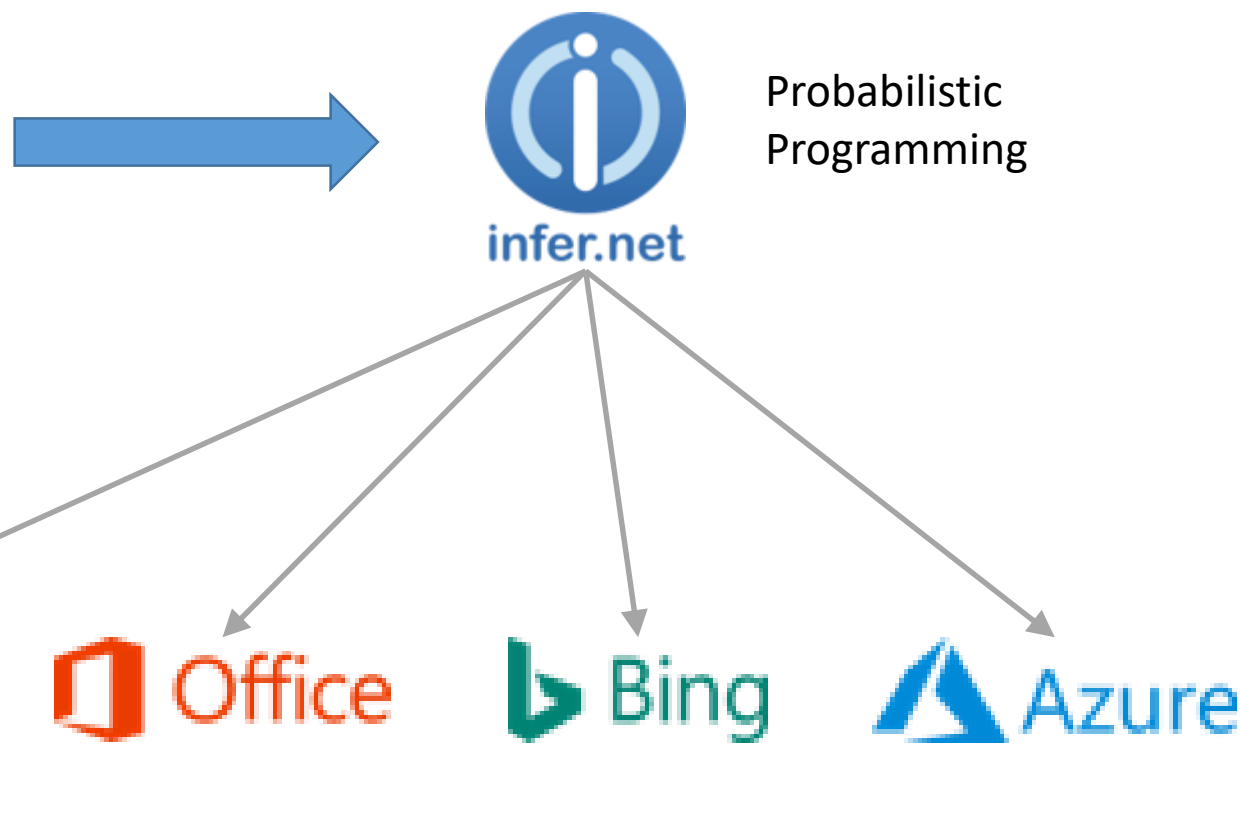 Probabilistic
Programming
infer.net
Office
Bing
Azure